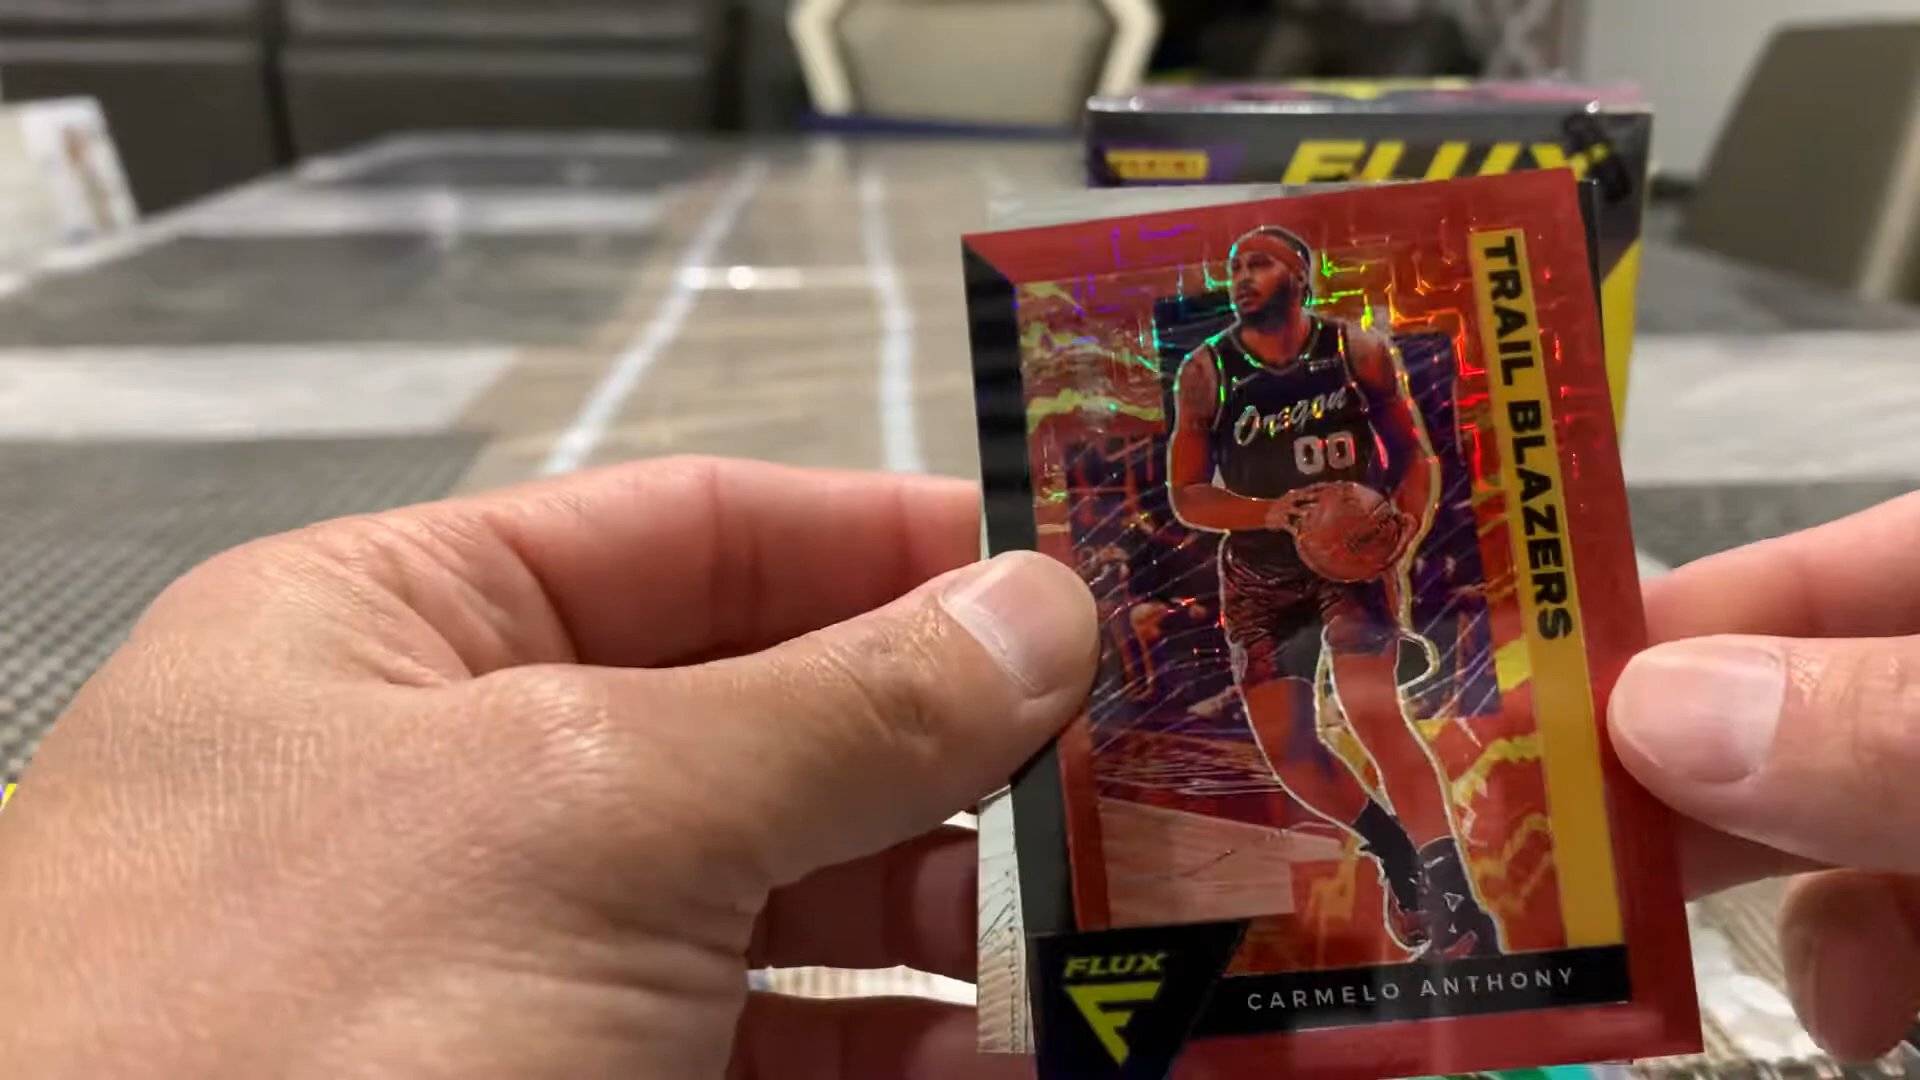 PANINI
FLUX
TRAIL BLAZERS
Oregon
00
FLUX
CARMELO ANTHONY